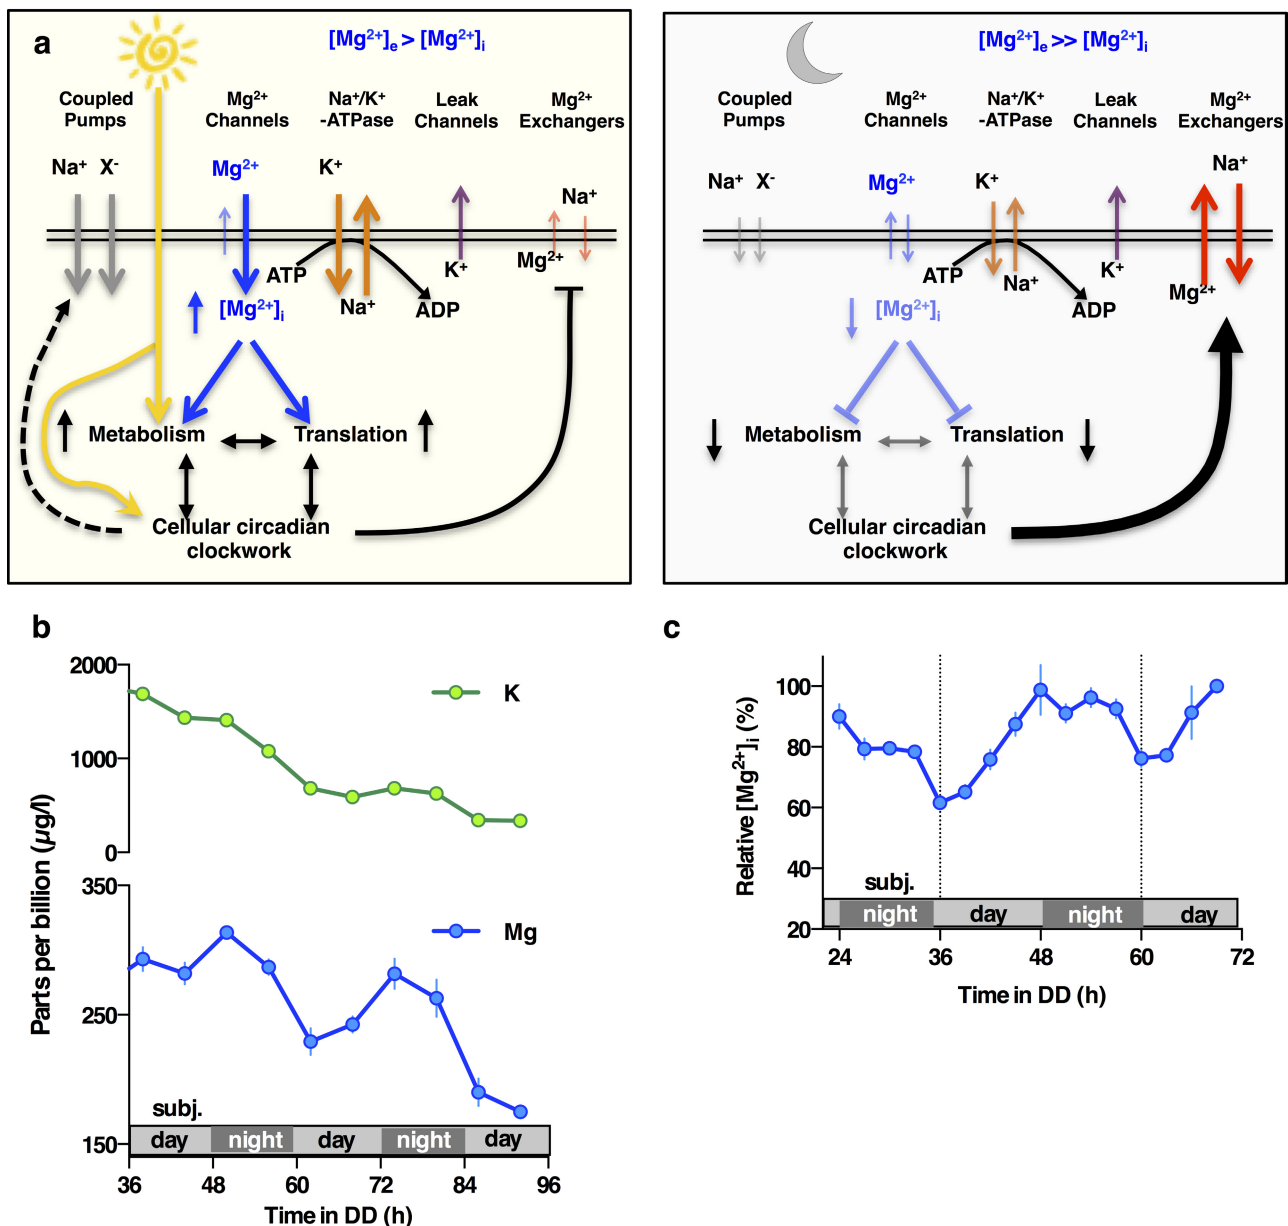 a
[Mg²⁺]ₑ > [Mg²⁺]ᵢ
Coupled
Pumps
Mg²⁺
Channels
Na⁺/K⁺
-ATPase
Leak
Channels
Mg²⁺
Exchangers
Na⁺ X⁻
Mg²⁺
K⁺
Na⁺
K⁺
Mg²⁺
ATP
[Mg²⁺]ᵢ
Na⁺
ADP
Metabolism
Translation
Cellular circadian
clockwork
[Mg²⁺]ₑ >> [Mg²⁺]ᵢ
Coupled
Pumps
Mg²⁺
Channels
Na⁺/K⁺
-ATPase
Leak
Channels
Mg²⁺
Exchangers
Na⁺ X⁻
Mg²⁺
K⁺
Na⁺
ATP
K⁺
Na⁺
Mg²⁺
[Mg²⁺]ᵢ
ADP
Metabolism
Translation
Cellular circadian
clockwork
b
2000
1000
0
K
350
250
150
Mg
Parts per billion (µg/l)
subj.
day night day night day
36 48 60 72 84 96
Time in DD (h)
c
100
80
60
40
20
Relative [Mg²⁺]ᵢ (%)
subj.
night day night day
24 36 48 60 72
Time in DD (h)